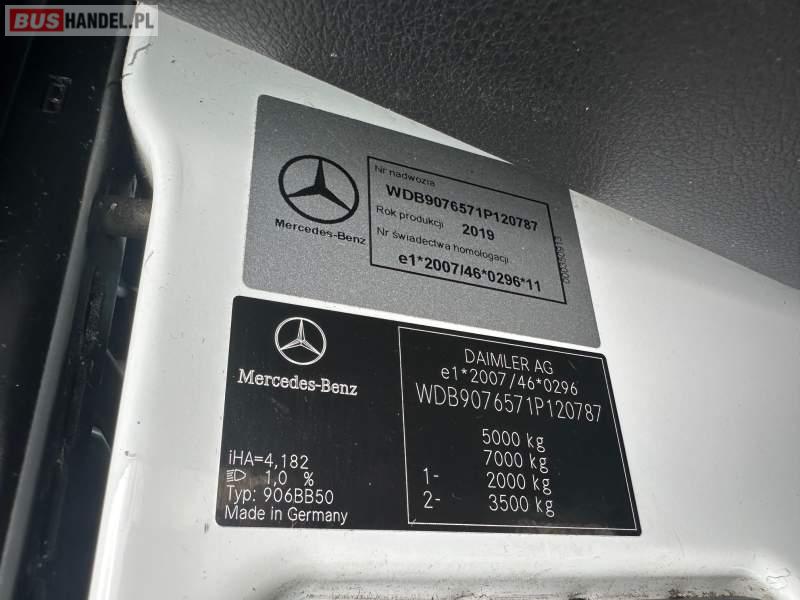 BUSHANDEL.PL
Nr nadwozia
WDB9076571P120787
Rok produkcji 2019
Nr świadectwa homologacji
e1*2007/46*0296*11
Mercedes-Benz
000350911
DAIMLER AG
e1*2007/46*0296
WDB9076571P120787
5000 kg
7000 kg
1- 2000 kg
2- 3500 kg
Mercedes-Benz
iHA=4,182
1,0 %
Typ: 906BB50
Made in Germany